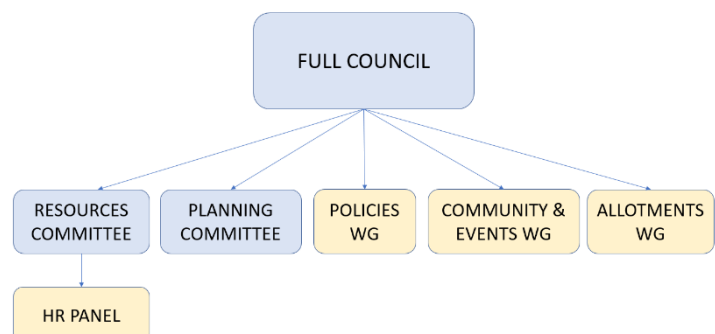 FULL COUNCIL
RESOURCES
COMMITTEE
PLANNING
COMMITTEE
POLICIES
WG
COMMUNITY &
EVENTS WG
ALLOTMENTS
WG
HR PANEL